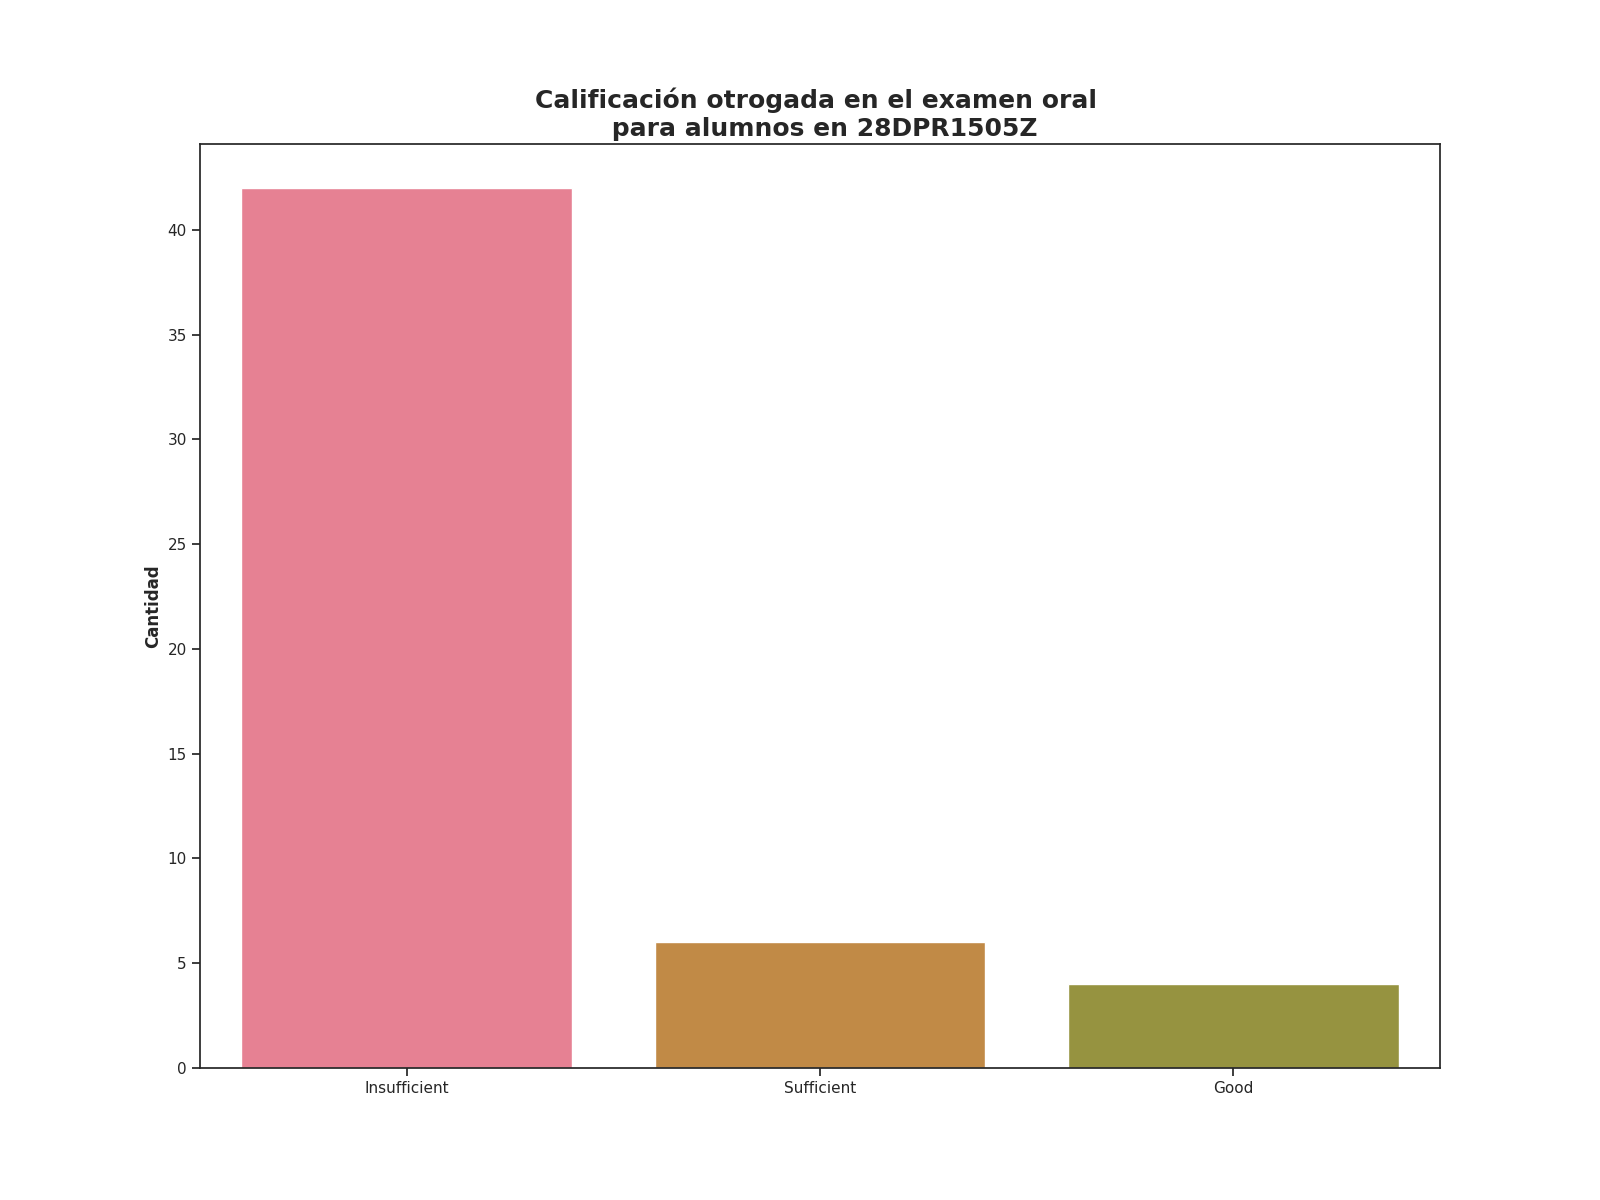 Calificación otrogada en el examen oral
para alumnos en 28DPR1505Z
Cantidad
40
35
30
25
20
15
10
5
0
Insufficient
Sufficient
Good